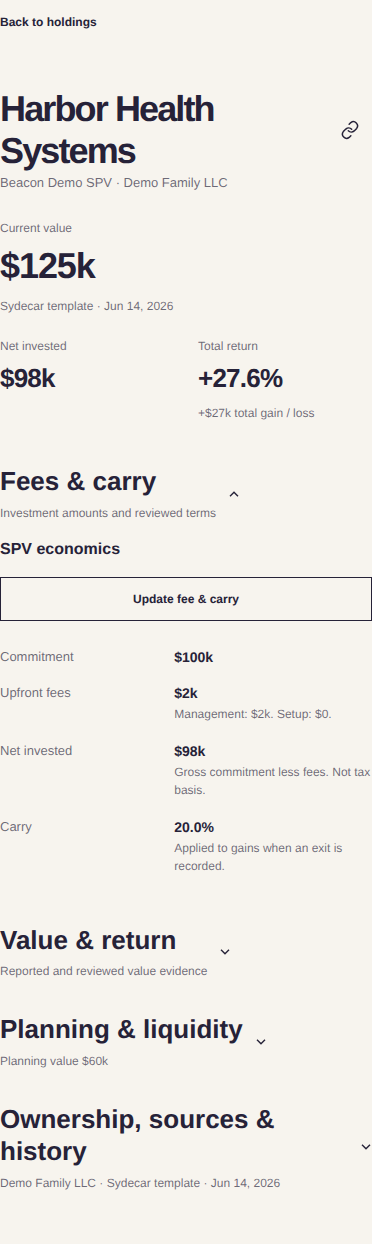 Back to holdings
Harbor Health
Systems
Beacon Demo SPV · Demo Family LLC
Current value
$125k
Sydecar template · Jun 14, 2026
Net invested
Total return
$98k
+27.6%
+$27k total gain / loss
Fees & carry
Investment amounts and reviewed terms
SPV economics
Update fee & carry
Commitment
$100k
Upfront fees
$2k
Management: $2k. Setup: $0.
Net invested
$98k
Gross commitment less fees. Not tax
basis.
Carry
20.0%
Applied to gains when an exit is
recorded.
Value & return
Reported and reviewed value evidence
Planning & liquidity
Planning value $60k
Ownership, sources &
history
Demo Family LLC · Sydecar template · Jun 14, 2026